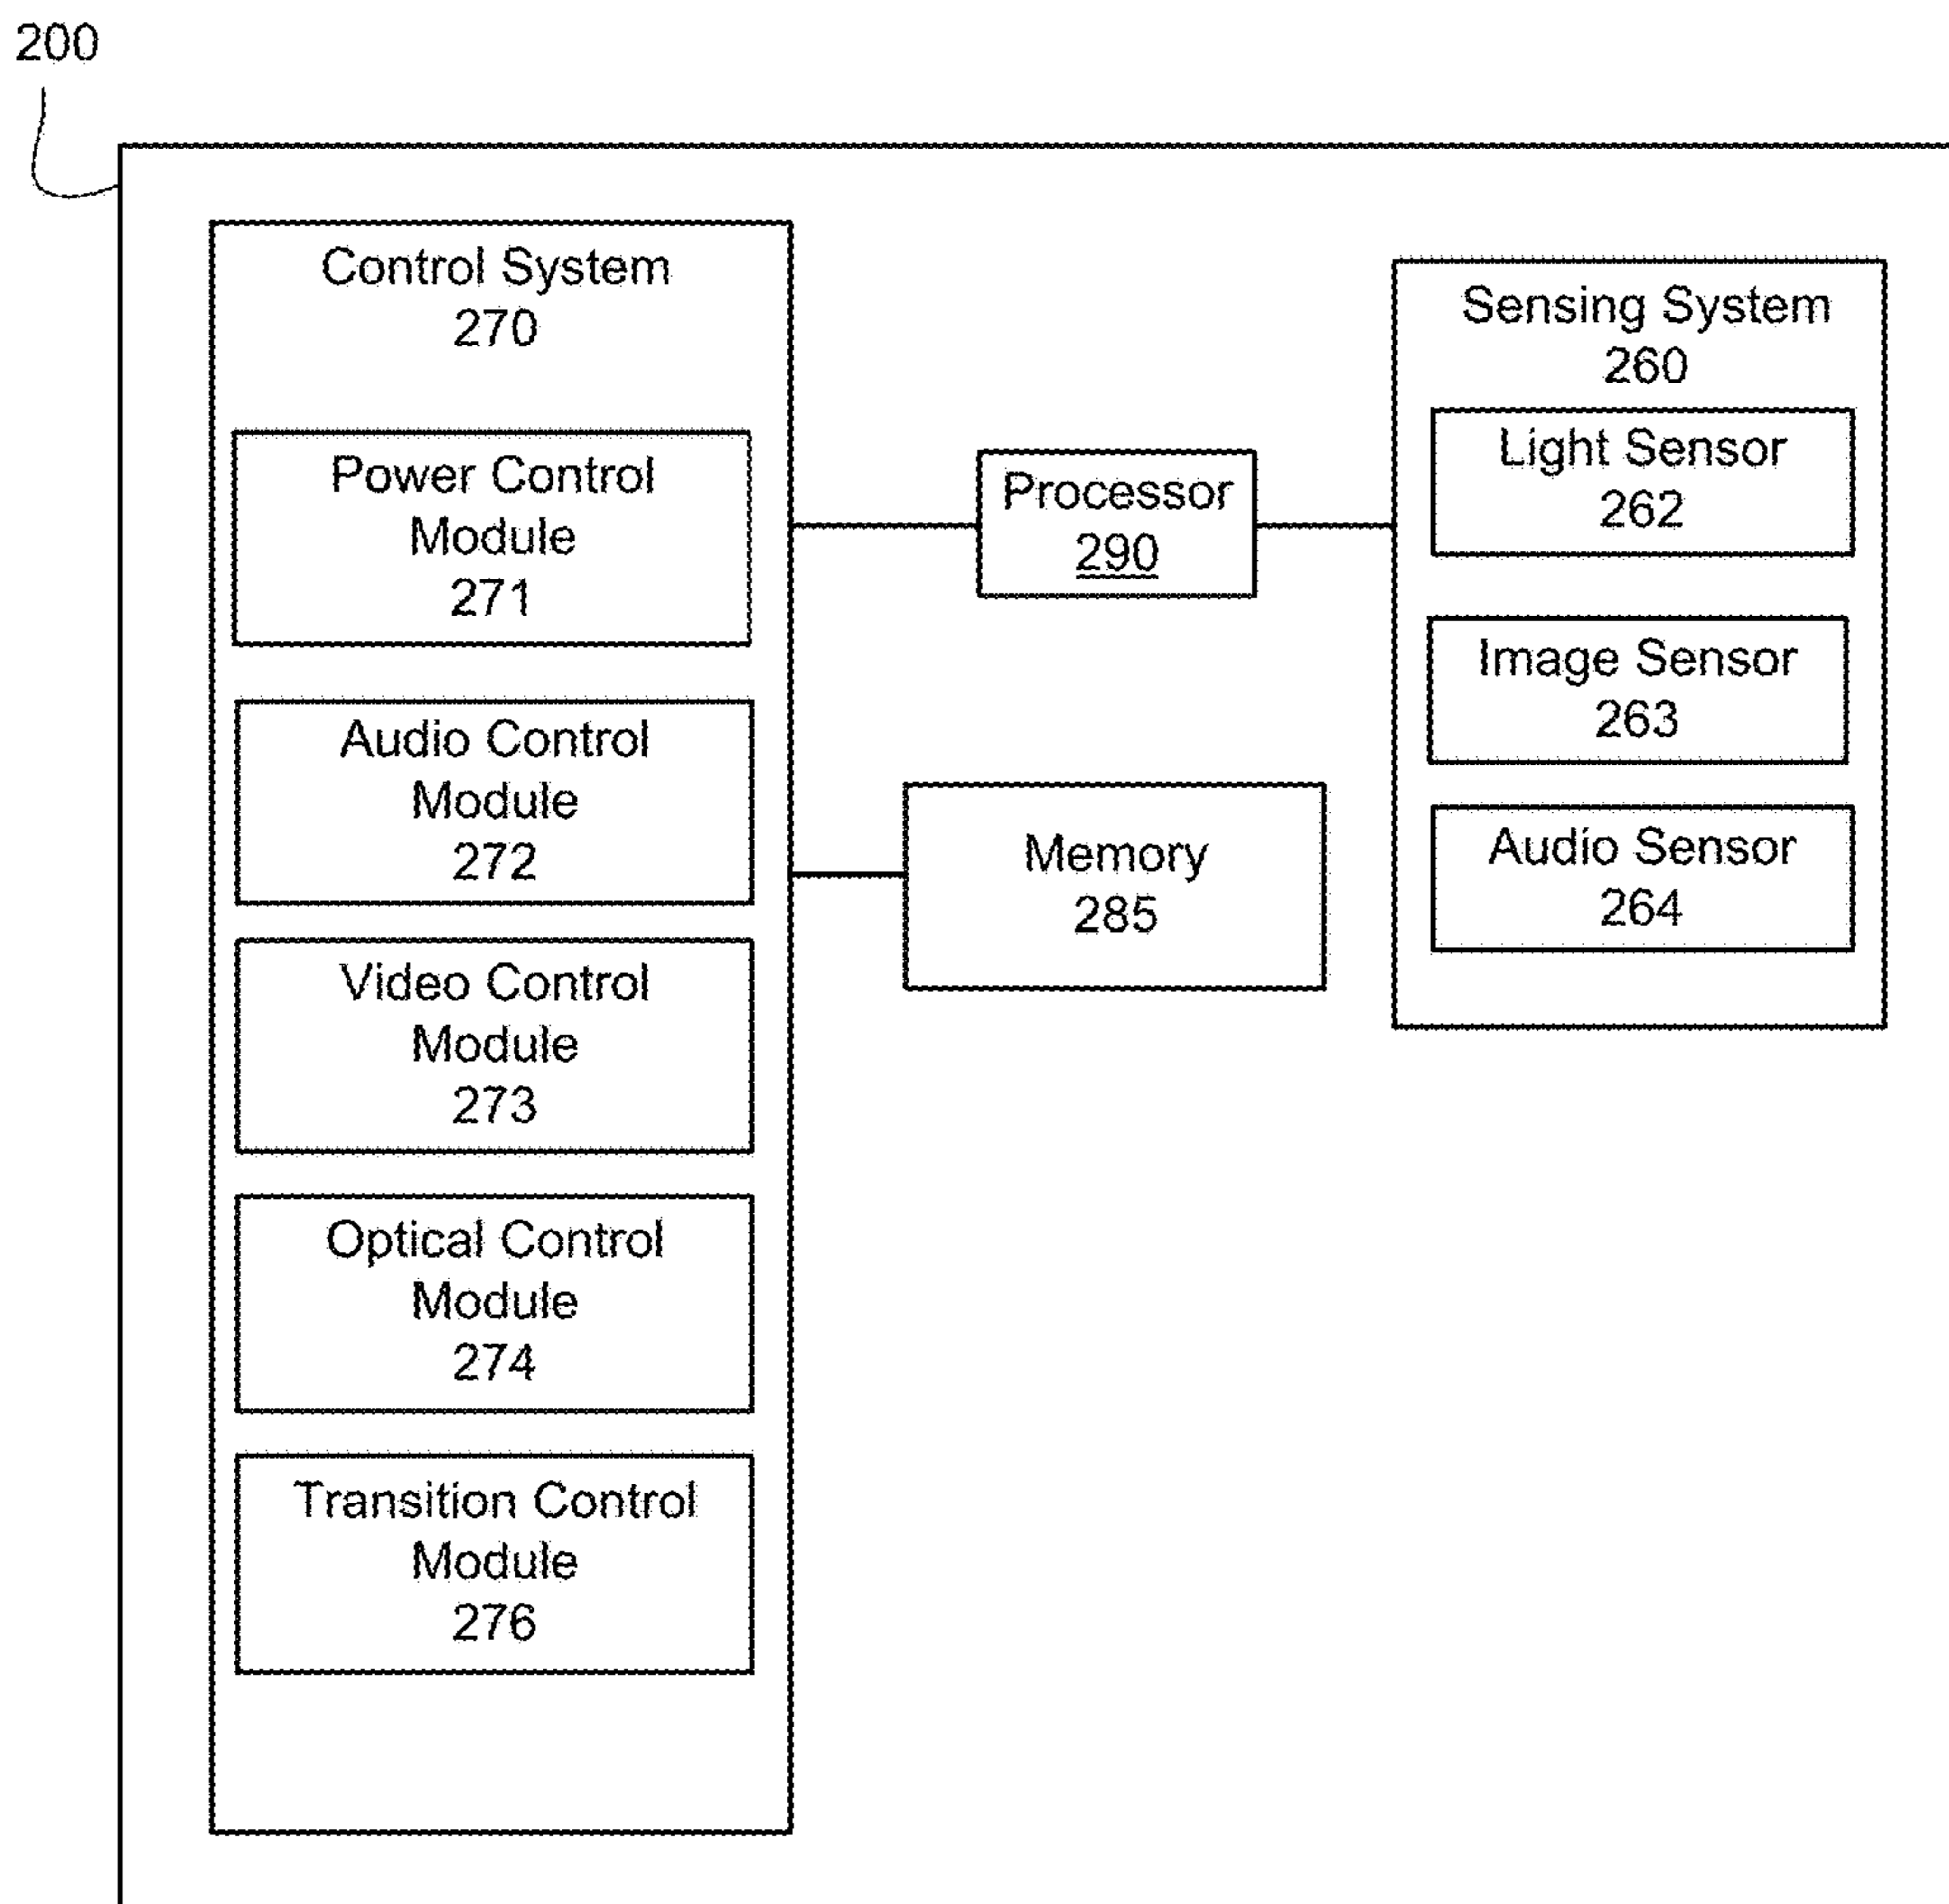 200
Control System
270
Power Control
Module
271
Audio Control
Module
272
Video Control
Module
273
Optical Control
Module
274
Transition Control
Module
276
Processor
290
Memory
285
Sensing System
260
Light Sensor
262
Image Sensor
263
Audio Sensor
264